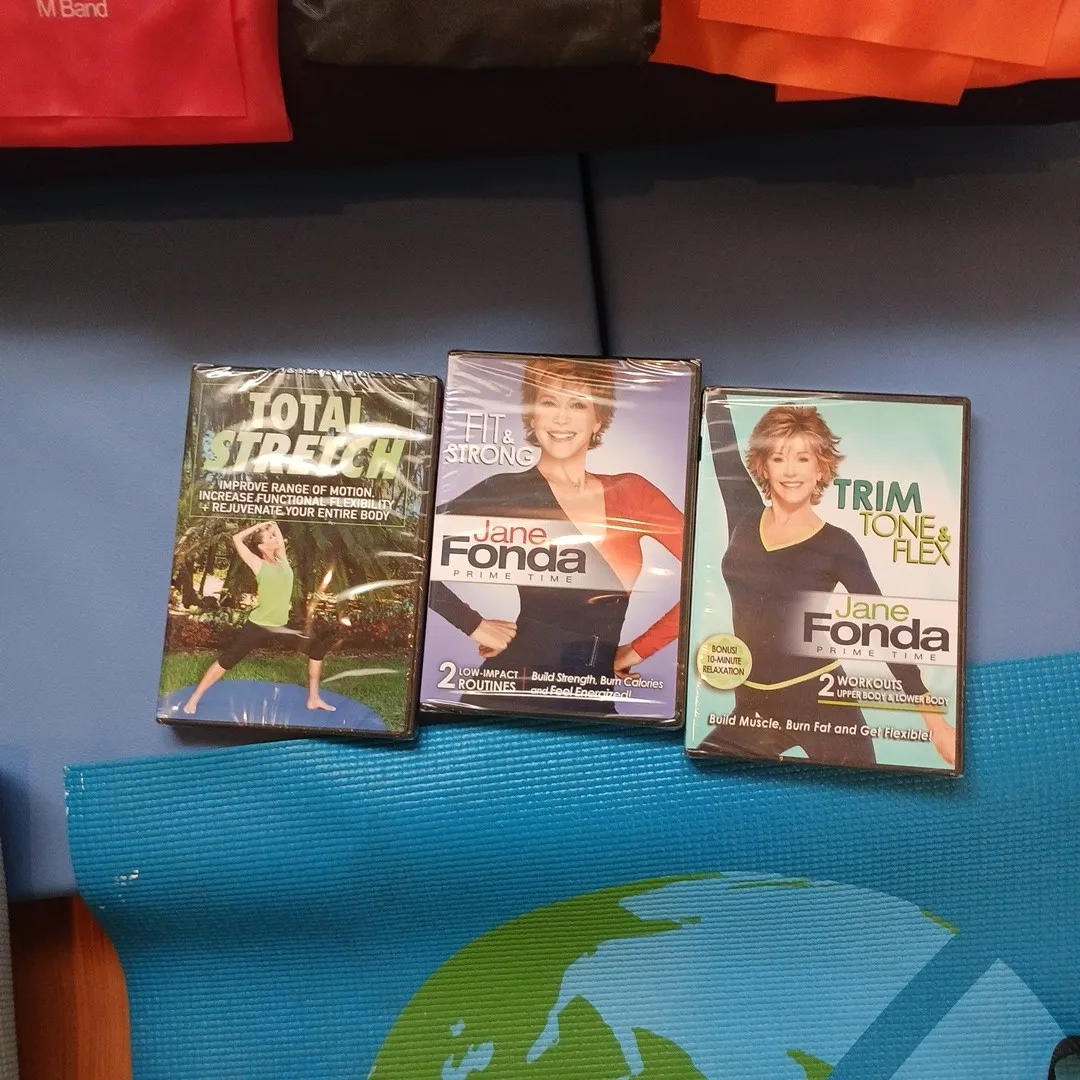 M Band
TOTAL
STRETCH
IMPROVE RANGE OF MOTION,
INCREASE FUNCTIONAL FLEXIBILITY
+ REJUVENATE YOUR ENTIRE BODY
FIT &
STRONG
Jane
Fonda
PRIME TIME
2 LOW-IMPACT
ROUTINES
Build Strength, Burn Calories
and Feel Energized!
TRIM
TONE &
FLEX
Jane
Fonda
PRIME TIME
BONUS!
10-MINUTE
RELAXATION
2 WORKOUTS
UPPER BODY & LOWER BODY
Build Muscle, Burn Fat and Get Flexible!